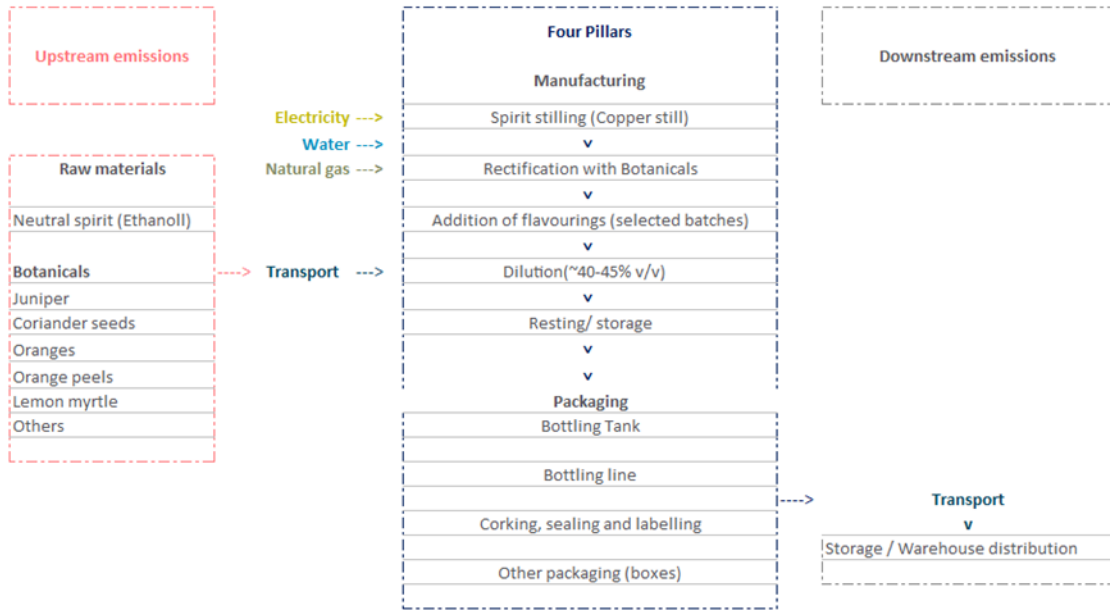 Upstream emissions
Four Pillars
Downstream emissions
Manufacturing
Electricity --->
Spirit stilling (Copper still)
Water --->
v
Raw materials
Natural gas --->
Rectification with Botanicals
v
Neutral spirit (Ethanoll)
Addition of flavourings (selected batches)
v
Botanicals
----> Transport --->
Dilution(~40-45% v/v)
Juniper
v
Coriander seeds
Resting/ storage
Oranges
v
Orange peels
v
Lemon myrtle
Packaging
Others
Bottling Tank
Bottling line
---->
Transport
Corking, sealing and labelling
v
Storage / Warehouse distribution
Other packaging (boxes)